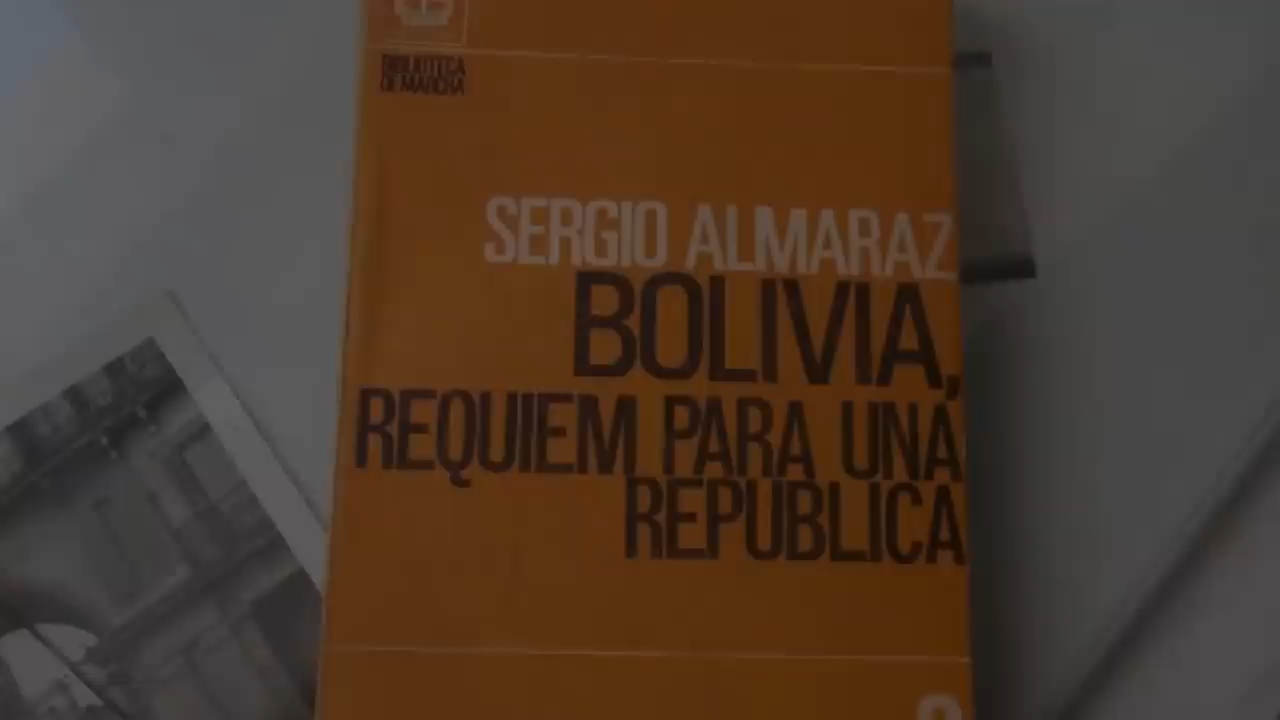 BIBLIOTECA
DE MARCHA
SERGIO ALMARAZ
BOLIVIA,
REQUIEM PARA UNA
REPUBLICA